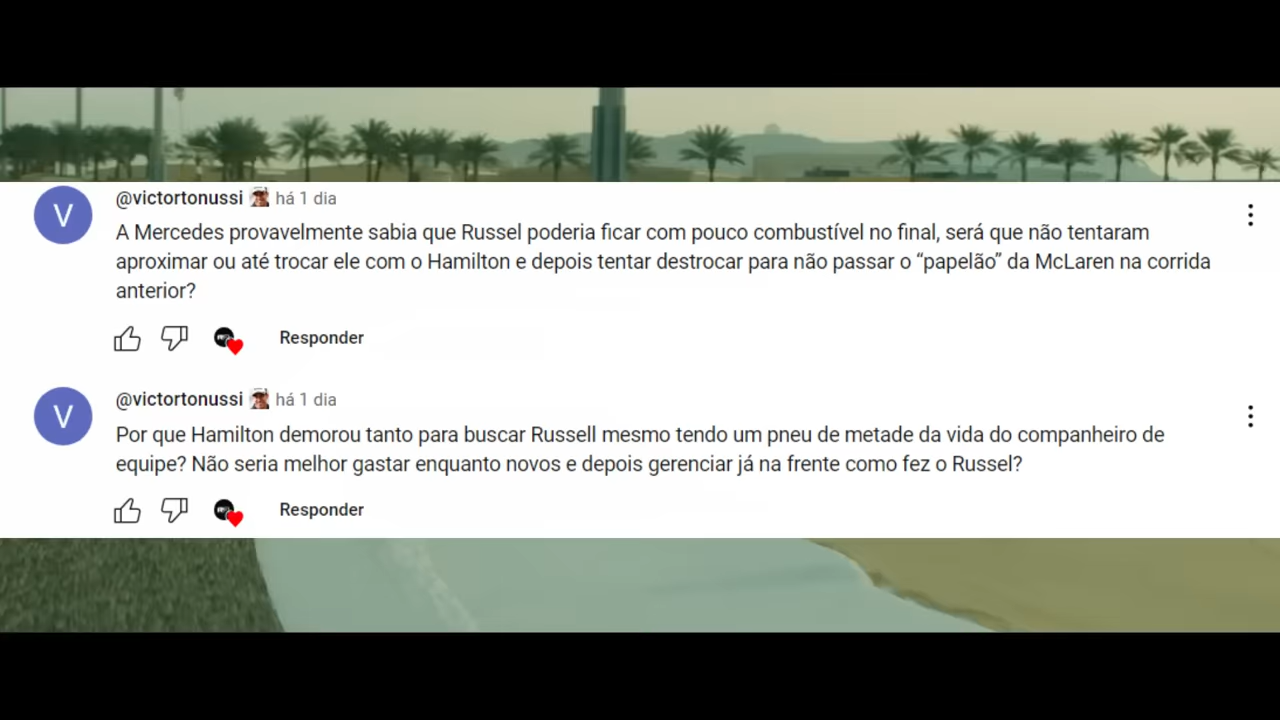 @victortonussi há 1 dia
A Mercedes provavelmente sabia que Russel poderia ficar com pouco combustível no final, será que não tentaram
aproximar ou até trocar ele com o Hamilton e depois tentar destrocar para não passar o “papelão” da McLaren na corrida
anterior?
Responder
V
@victortonussi há 1 dia
Por que Hamilton demorou tanto para buscar Russell mesmo tendo um pneu de metade da vida do companheiro de
equipe? Não seria melhor gastar enquanto novos e depois gerenciar já na frente como fez o Russel?
Responder
V